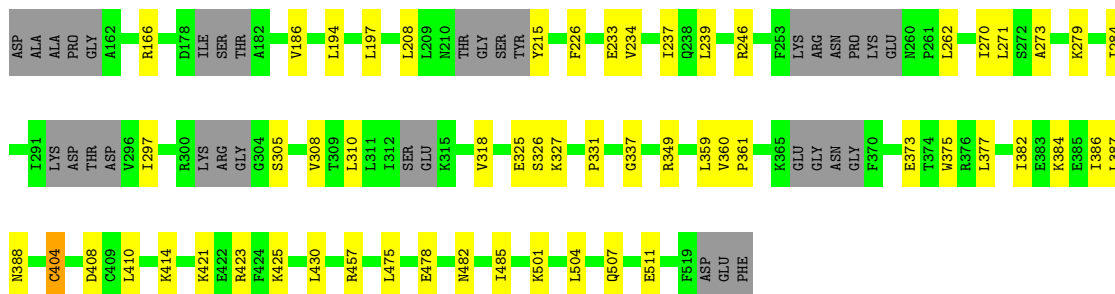 ASP ALA ALA PRO GLY A162 R166 D178 ILE SER THR A182 V186 L194 L197 L208 L209 N210 THR GLY SER TYR Y215 F226 E233 V234 I237 Q238 L239 R246 F253 LYS ARG ASN PRO LYS GLU N260 P261 L262 I270 L271 S272 A273 K279
I291 LYS ASP THR ASP V296 I297 R300 LYS ARG GLY G304 S305 V308 T309 L310 L311 I312 SER GLU K315 V318 E325 S326 K327 P331 G337 R349 L359 V360 P361 K365 GLU GLY ASN GLY F370 E373 T374 W375 R376 L377 I382 E383 K384 E385 I386
N388 C404 D408 C409 L410 K414 K421 E422 R423 F424 K425 L430 R457 L475 E478 N482 I485 K501 L504 Q507 E511 F519 ASP GLU PHE